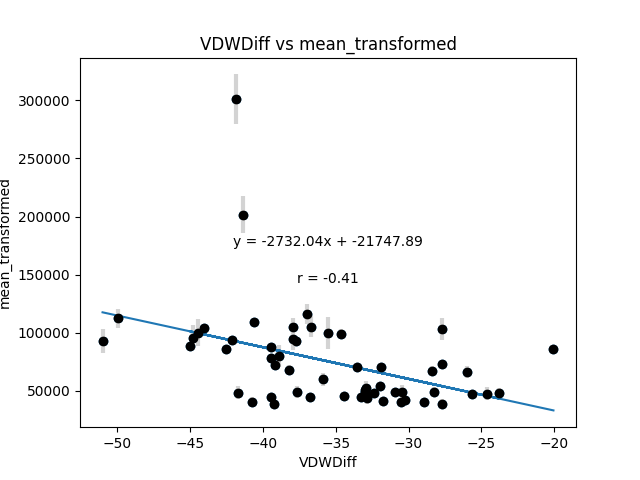 VDWDiff vs mean_transformed
300000
250000
200000
150000
100000
50000
mean_transformed
y = -2732.04x + -21747.89
r = -0.41
−50 −45 −40 −35 −30 −25 −20
VDWDiff